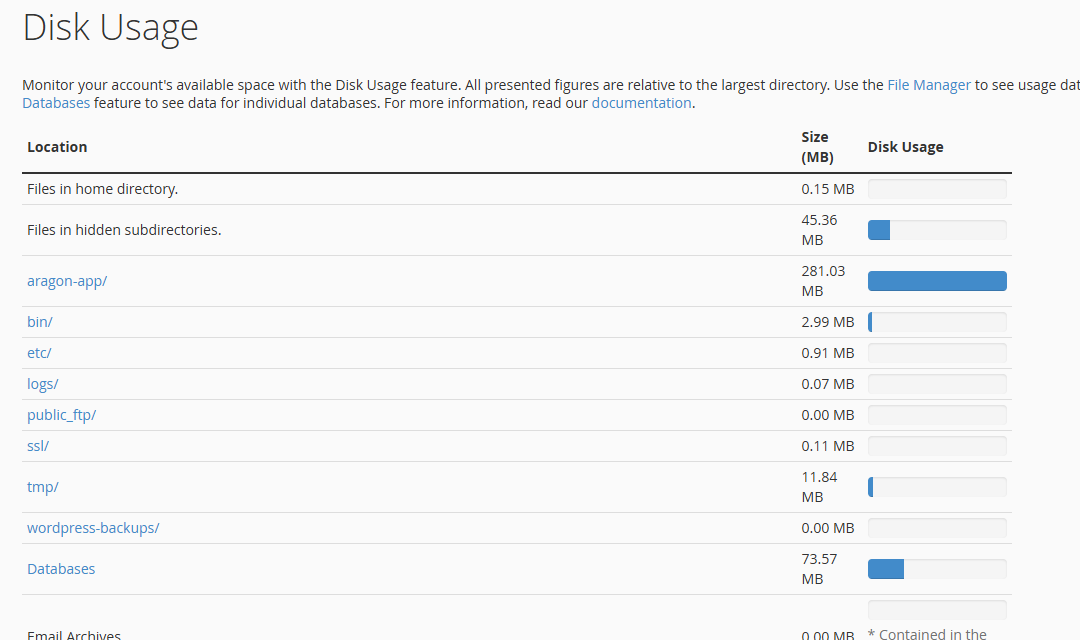 Disk Usage
Monitor your account's available space with the Disk Usage feature. All presented figures are relative to the largest directory. Use the File Manager to see usage dat
Databases feature to see data for individual databases. For more information, read our documentation.
Location Size (MB) Disk Usage
Files in home directory. 0.15 MB
Files in hidden subdirectories. 45.36 MB
aragon-app/ 281.03 MB
bin/ 2.99 MB
etc/ 0.91 MB
logs/ 0.07 MB
public_ftp/ 0.00 MB
ssl/ 0.11 MB
tmp/ 11.84 MB
wordpress-backups/ 0.00 MB
Databases 73.57 MB
Email Archives 0.00 MB * Contained in the